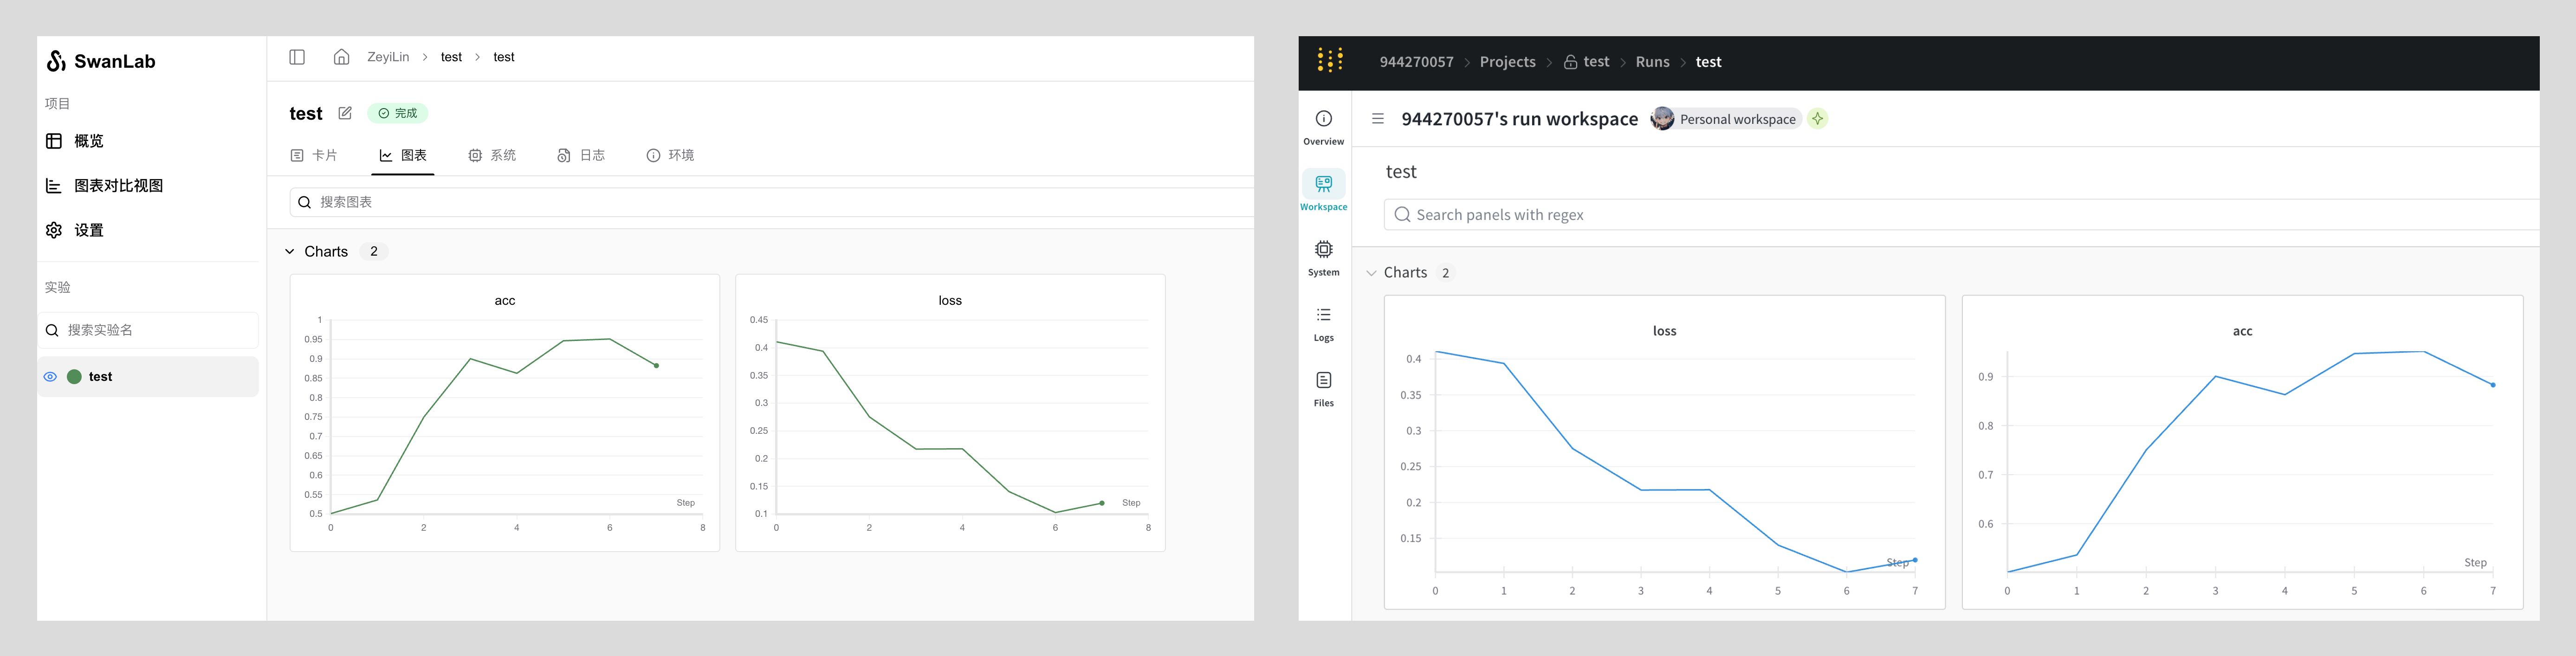 SwanLab
项目
概览
图表对比视图
设置
实验
搜索实验名
test
ZeyiLin > test > test
test 完成
卡片 图表 系统 日志 环境
搜索图表
Charts 2
acc
1
0.95
0.9
0.85
0.8
0.75
0.7
0.65
0.6
0.55
0.5
Step
0 2 4 6 8
loss
0.45
0.4
0.35
0.3
0.25
0.2
0.15
0.1
Step
0 2 4 6 8
944270057 > Projects > test > Runs > test
Overview
Workspace
System
Logs
Files
944270057's run workspace Personal workspace
test
Search panels with regex
Charts 2
loss
0.4
0.35
0.3
0.25
0.2
0.15
Step
0 1 2 3 4 5 6 7
acc
0.9
0.8
0.7
0.6
Step
0 1 2 3 4 5 6 7